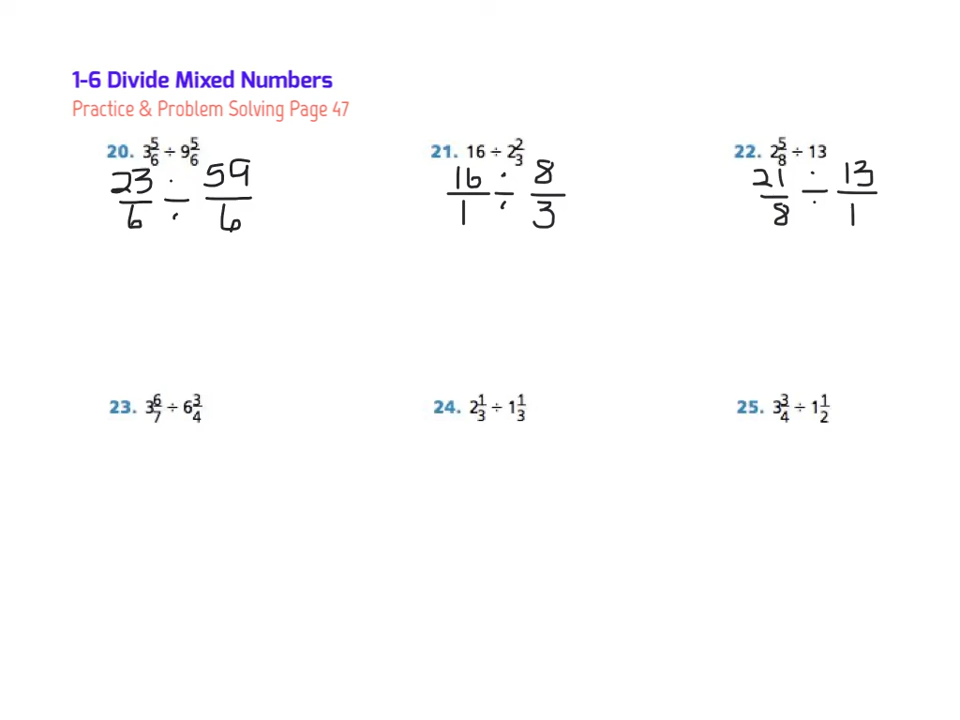 1-6 Divide Mixed Numbers
Practice & Problem Solving Page 47
20. 3 5/6 ÷ 9 5/6
23/6 ÷ 59/6
21. 16 ÷ 2 2/3
16/1 ÷ 8/3
22. 2 5/8 ÷ 13
21/8 ÷ 13/1
23. 3 6/7 ÷ 6 3/4
24. 2 1/3 ÷ 1 1/3
25. 3 3/4 ÷ 1 1/2